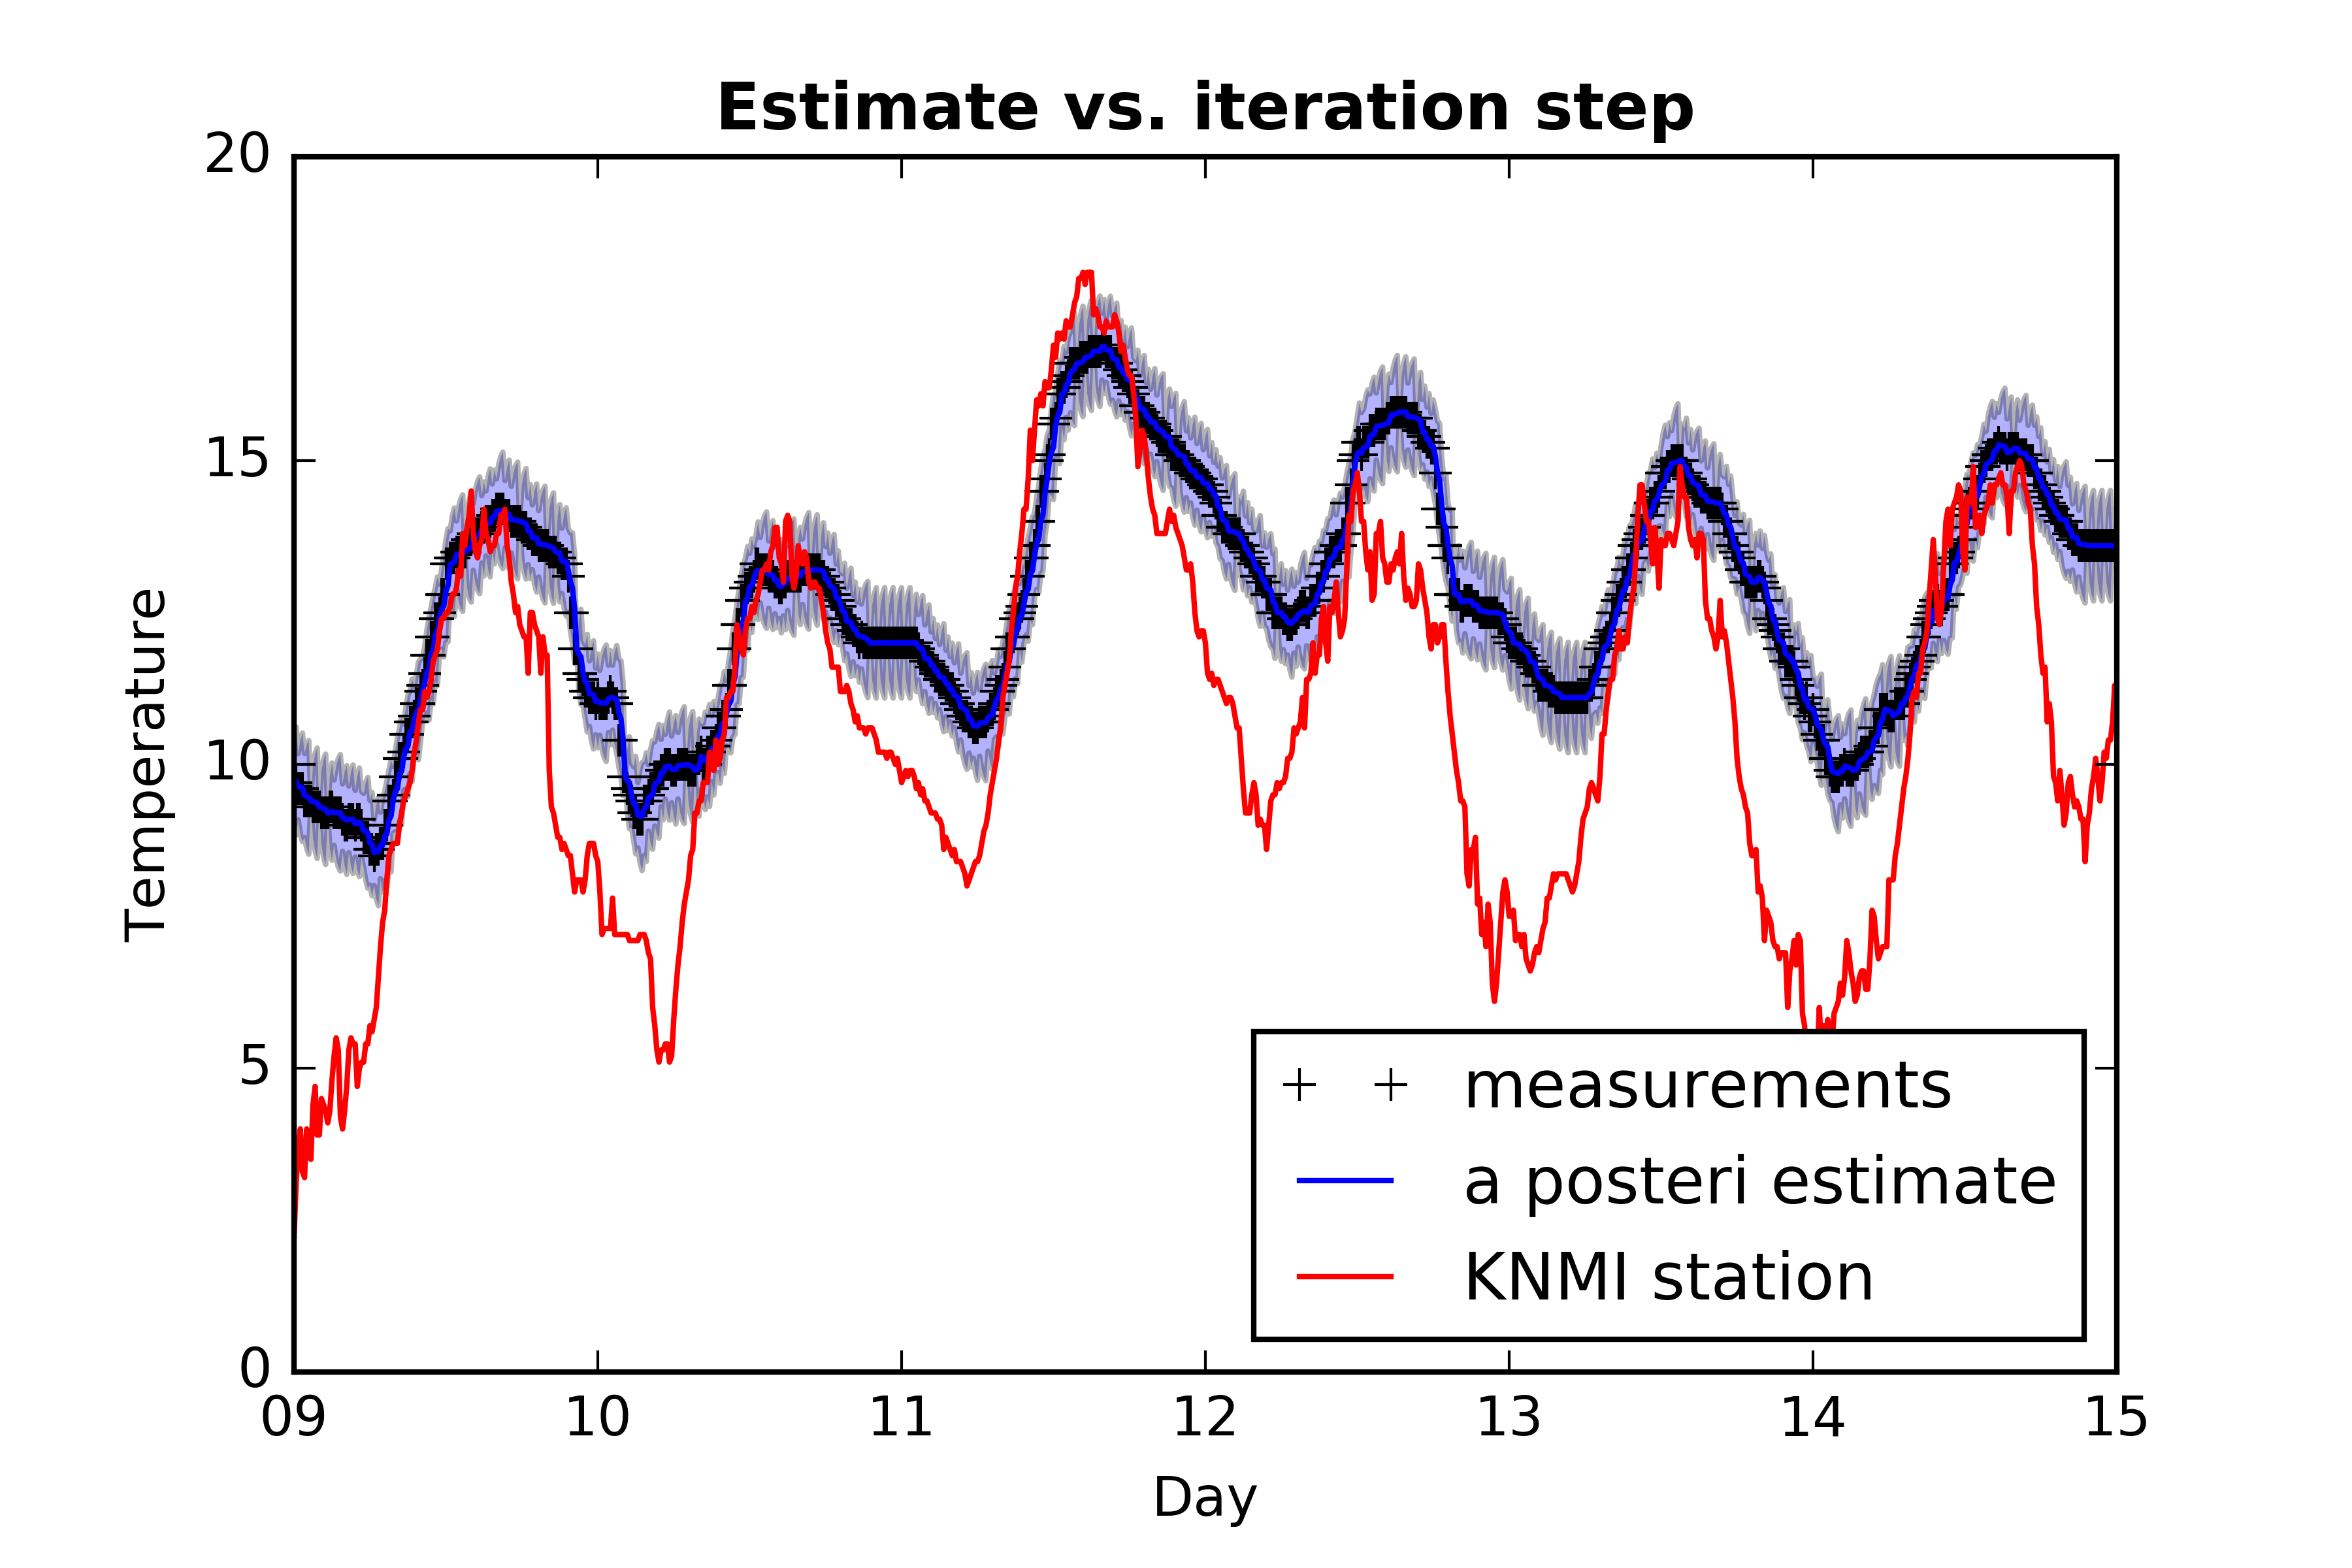 Estimate vs. iteration step
20
15
10
5
0
Temperature
measurements
a posteri estimate
KNMI station
09 10 11 12 13 14 15
Day